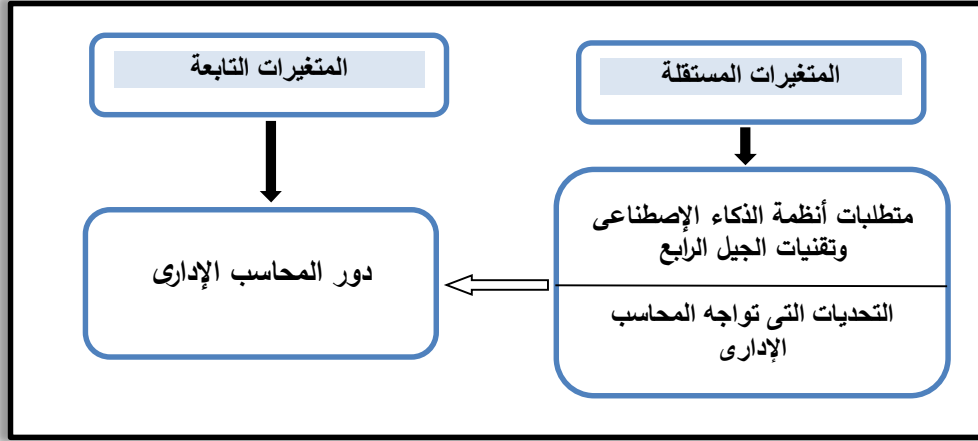 المتغيرات المستقلة
المتغيرات التابعة
متطلبات أنظمة الذكاء الإصطناعى
وتقنيات الجيل الرابع
التحديات التى تواجه المحاسب
الإدارى
دور المحاسب الإدارى